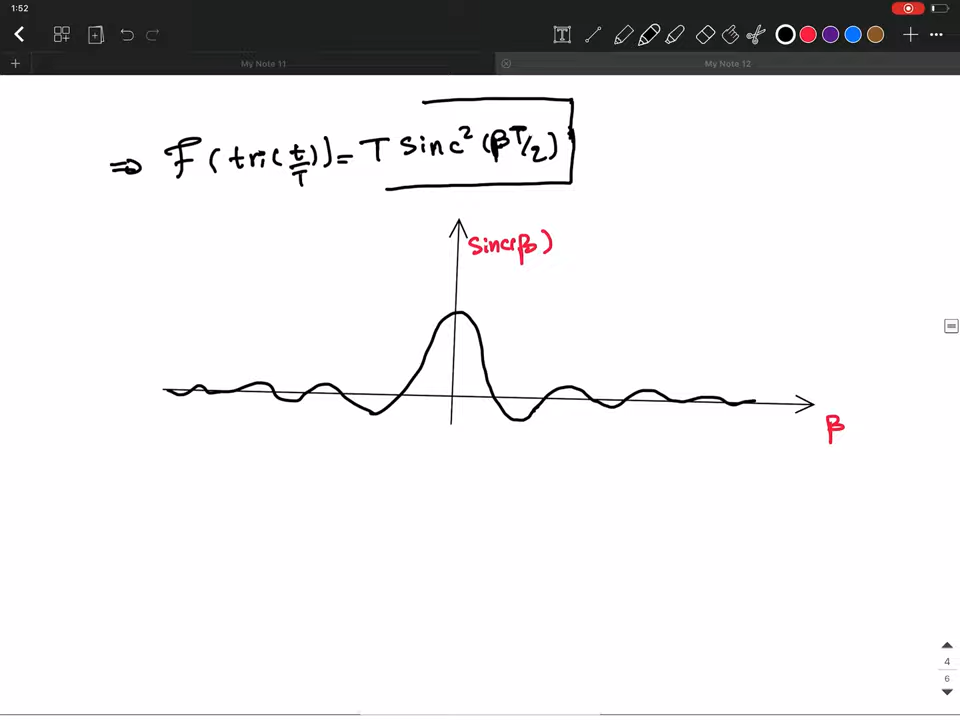 1:52
My Note 11
My Note 12
⇒ F(tri(t/T)) = T Sinc²(βT/2)
Sinc(β)
β
4
6